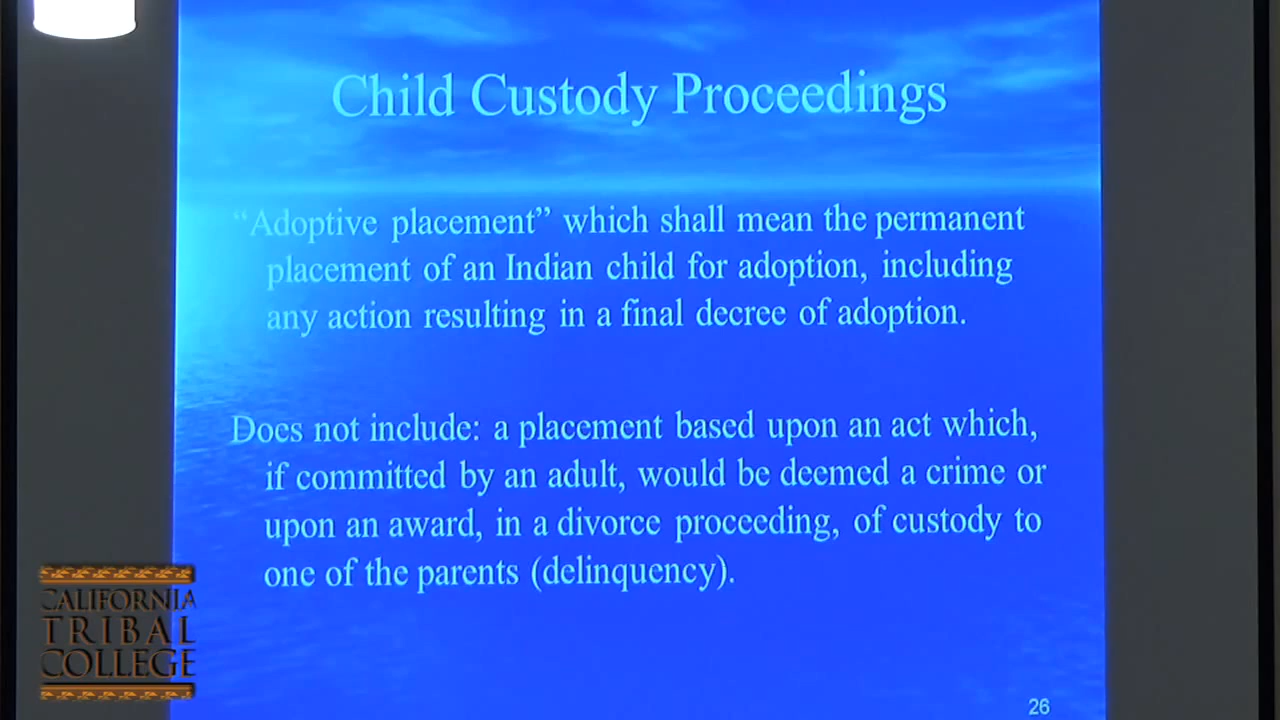 Child Custody Proceedings
“Adoptive placement” which shall mean the permanent
placement of an Indian child for adoption, including
any action resulting in a final decree of adoption.
Does not include: a placement based upon an act which,
if committed by an adult, would be deemed a crime or
upon an award, in a divorce proceeding, of custody to
one of the parents (delinquency).
CALIFORNIA
TRIBAL
COLLEGE
26